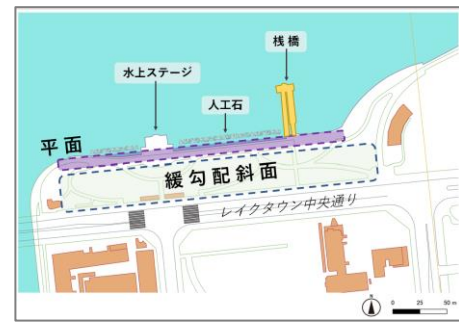 桟橋
水上ステージ
人工石
平面
緩勾配斜面
レイクタウン中央通り
0 25 50 m